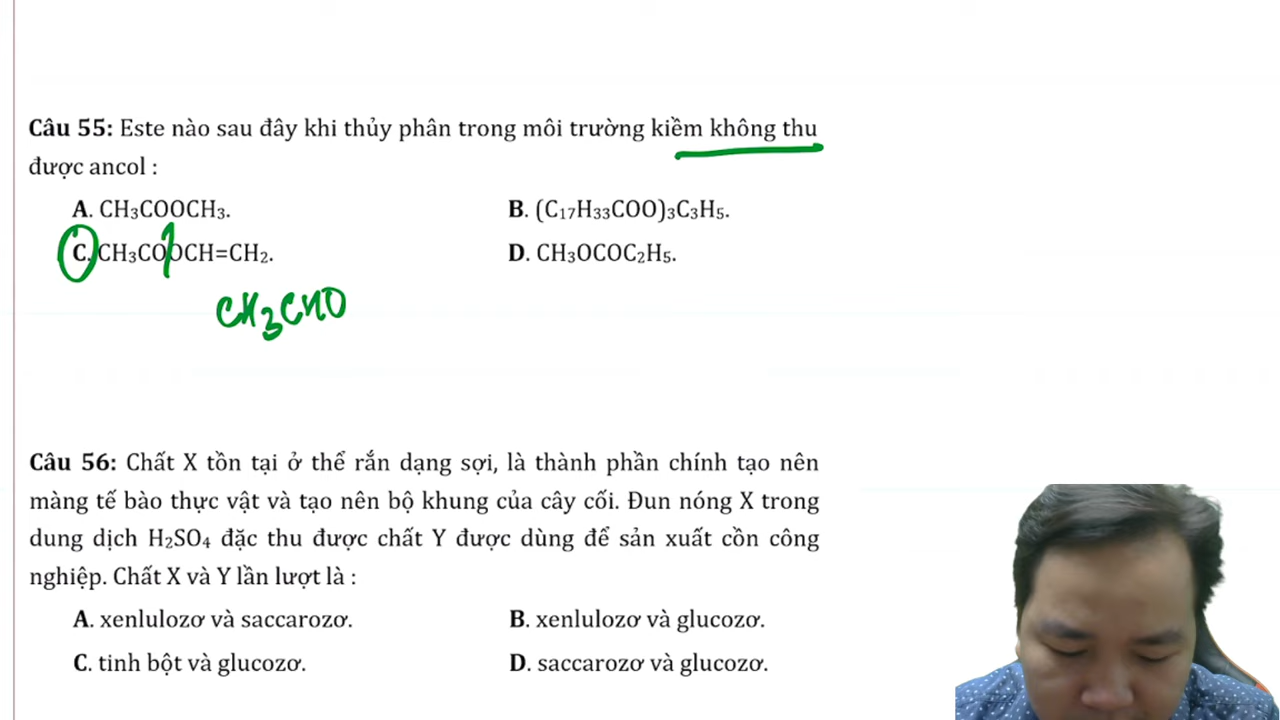 Câu 55: Este nào sau đây khi thủy phân trong môi trường kiềm không thu
được ancol :
A. CH₃COOCH₃.
B. (C₁₇H₃₃COO)₃C₃H₅.
C. CH₃COOCH=CH₂.
D. CH₃OCOC₂H₅.
CH₃CHO
Câu 56: Chất X tồn tại ở thể rắn dạng sợi, là thành phần chính tạo nên
màng tế bào thực vật và tạo nên bộ khung của cây cối. Đun nóng X trong
dung dịch H₂SO₄ đặc thu được chất Y được dùng để sản xuất cồn công
nghiệp. Chất X và Y lần lượt là :
A. xenlulozơ và saccarozơ.
B. xenlulozơ và glucozơ.
C. tinh bột và glucozơ.
D. saccarozơ và glucozơ.